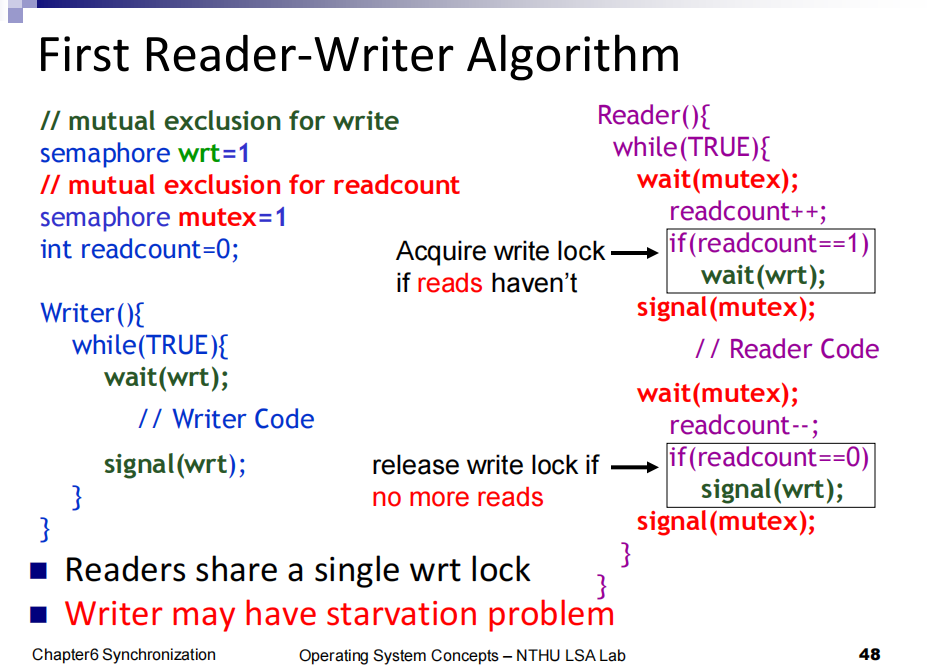 First Reader-Writer Algorithm
// mutual exclusion for write
semaphore wrt=1
// mutual exclusion for readcount
semaphore mutex=1
int readcount=0;
Writer(){
while(TRUE){
wait(wrt);
// Writer Code
signal(wrt);
}
}
Reader(){
while(TRUE){
wait(mutex);
readcount++;
Acquire write lock
if reads haven't
if(readcount==1)
wait(wrt);
signal(mutex);
// Reader Code
wait(mutex);
readcount--;
release write lock if
no more reads
if(readcount==0)
signal(wrt);
signal(mutex);
}
}
Readers share a single wrt lock
Writer may have starvation problem
Chapter6 Synchronization
Operating System Concepts – NTHU LSA Lab
48